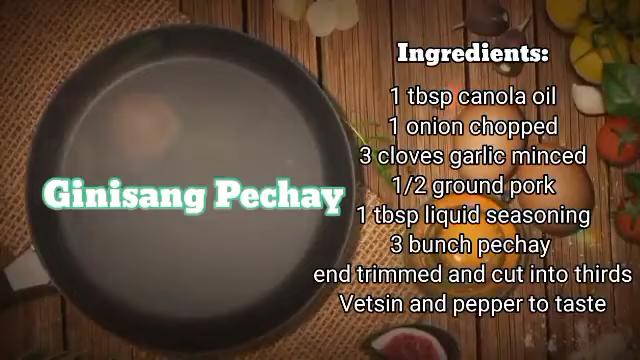 Ginisang Pechay
Ingredients:
1 tbsp canola oil
1 onion chopped
3 cloves garlic minced
1/2 ground pork
1 tbsp liquid seasoning
3 bunch pechay
end trimmed and cut into thirds
Vetsin and pepper to taste